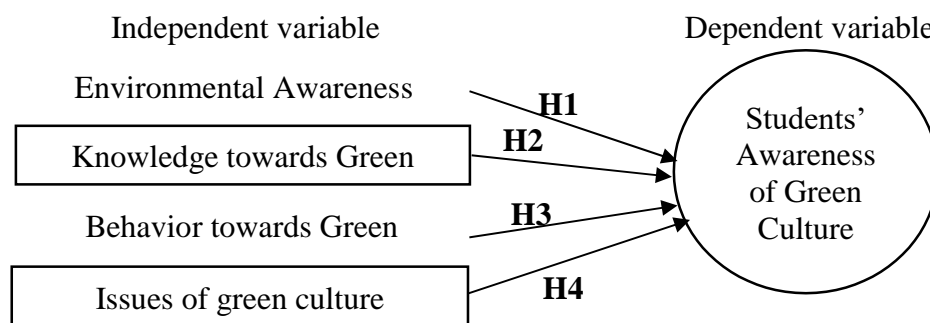 Independent variable
Dependent variable
Environmental Awareness
H1
Knowledge towards Green
H2
Behavior towards Green
H3
Issues of green culture
H4
Students’
Awareness
of Green
Culture